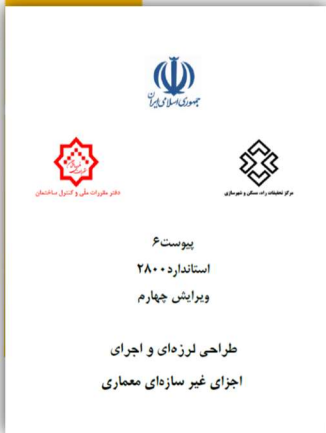 جمهوری اسلامی ایران
دفتر مقررات ملی و کنترل ساختمان
مرکز تحقیقات راه، مسکن و شهرسازی
پیوست۶
استاندارد۲۸۰۰
ویرایش چهارم
طراحی لرزه‌ای و اجرای
اجزای غیر سازه‌ای معماری